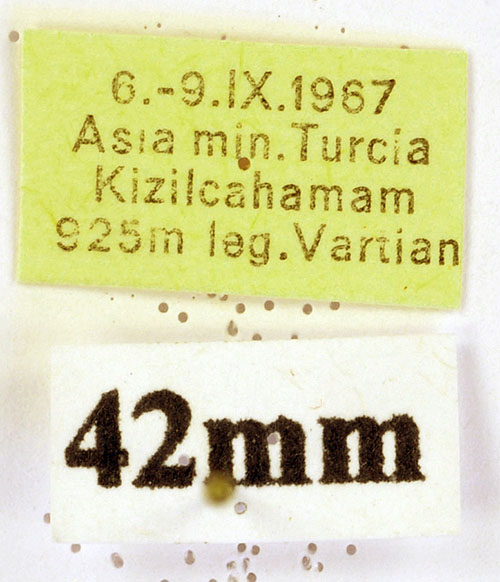 6.-9.IX.1967
Asia min.Turcia
Kizilcahamam
925m leg.Vartian
42mm